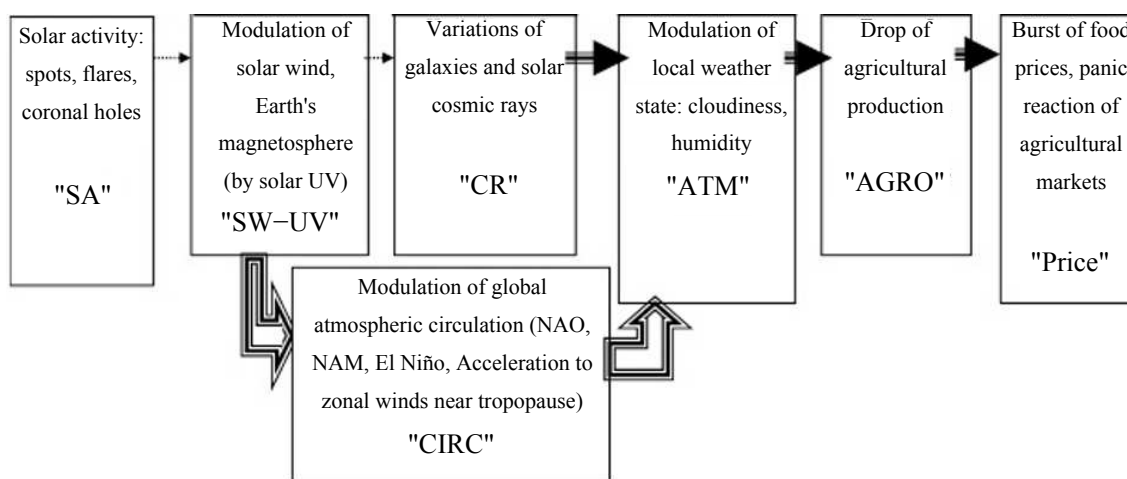 Solar activity:
spots, flares,
coronal holes
"SA"
Modulation of
solar wind,
Earth's
magnetosphere
(by solar UV)
"SW−UV"
Variations of
galaxies and solar
cosmic rays
"CR"
Modulation of
local weather
state: cloudiness,
humidity
"ATM"
Drop of
agricultural
production
"AGRO"
Burst of food
prices, panic
reaction of
agricultural
markets
"Price"
Modulation of global
atmospheric circulation (NAO,
NAM, El Niño, Acceleration to
zonal winds near tropopause)
"CIRC"